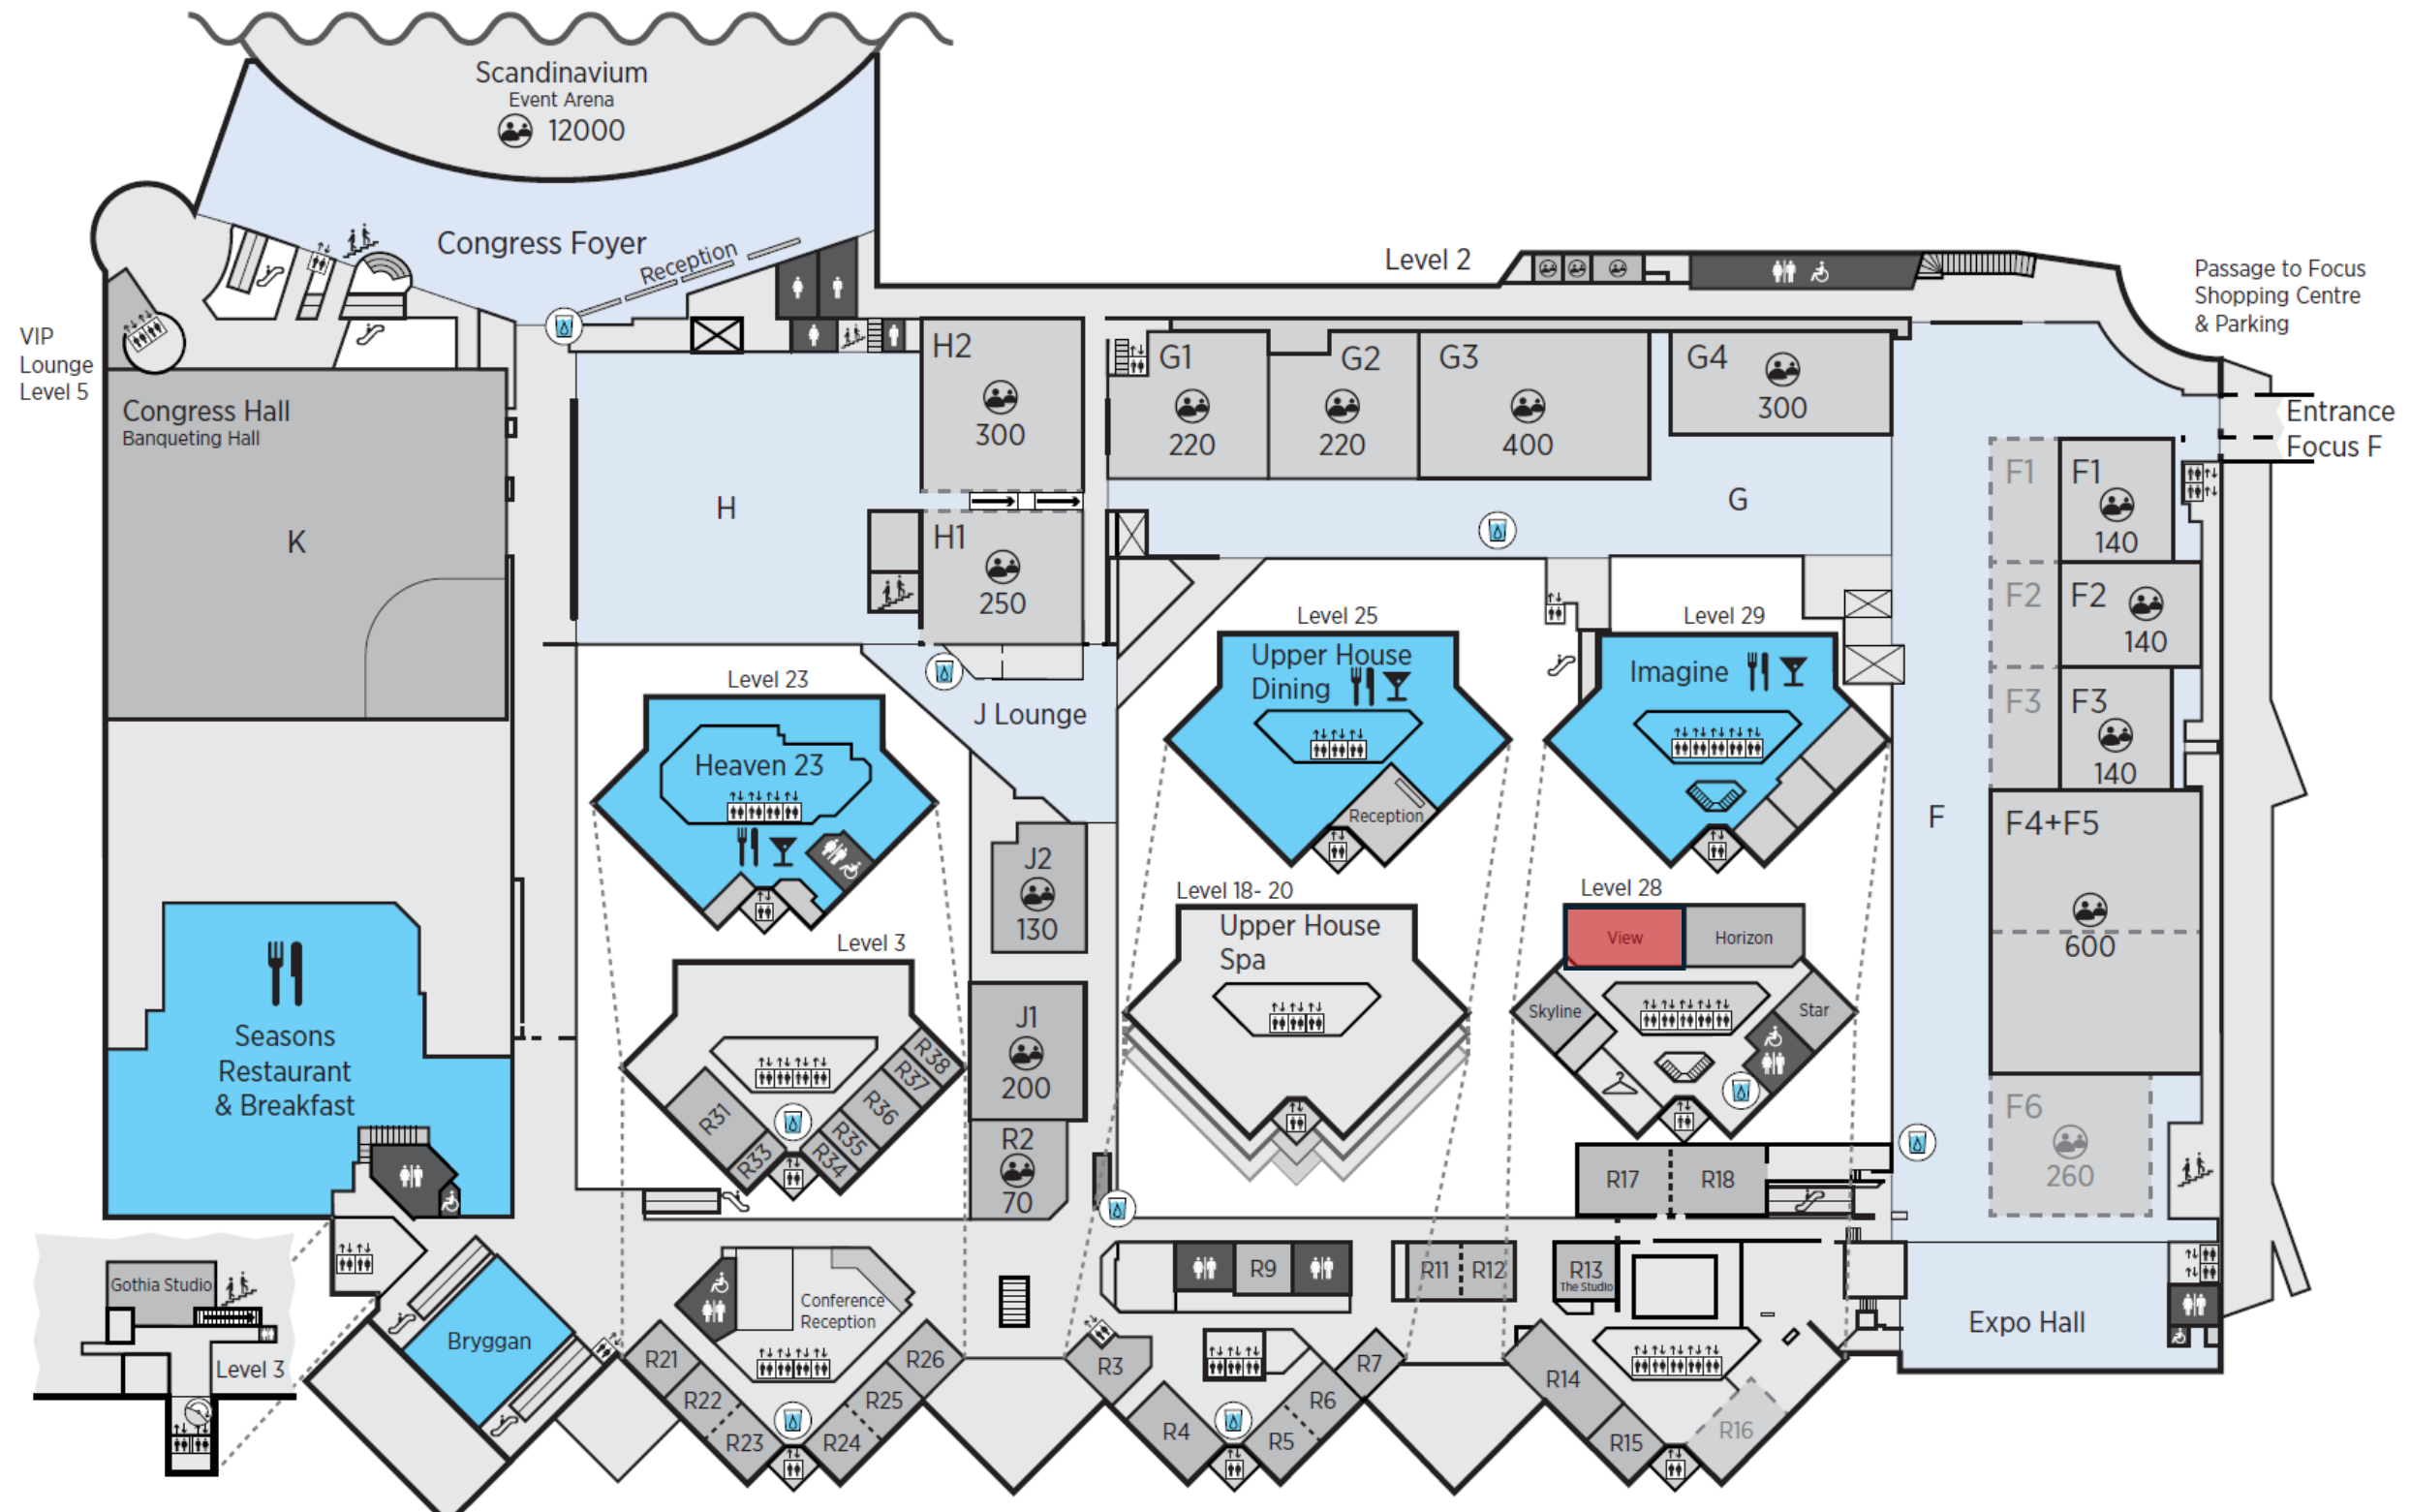 Scandinavium
Event Arena
12000
Congress Foyer
Reception
Level 2
Passage to Focus
Shopping Centre
& Parking
VIP
Lounge
Level 5
Congress Hall
Banqueting Hall
K
H
H2
300
H1
250
G1
220
G2
220
G3
400
G4
300
G
Entrance
Focus F
F1
F1
140
F2
F2
140
F3
F3
140
F
F4+F5
600
F6
260
Level 23
Heaven 23
J Lounge
Level 25
Upper House
Dining
Reception
Level 29
Imagine
J2
130
Level 18- 20
Upper House
Spa
Level 28
View
Horizon
Skyline
Star
Level 3
R31
R33
R34
R35
R36
R37
R38
J1
200
R2
70
Seasons
Restaurant
& Breakfast
R17
R18
Gothia Studio
Level 3
Bryggan
Conference
Reception
R21
R22
R23
R24
R25
R26
R9
R11
R12
R13
The Studio
R3
R4
R5
R6
R7
R14
R15
R16
Expo Hall